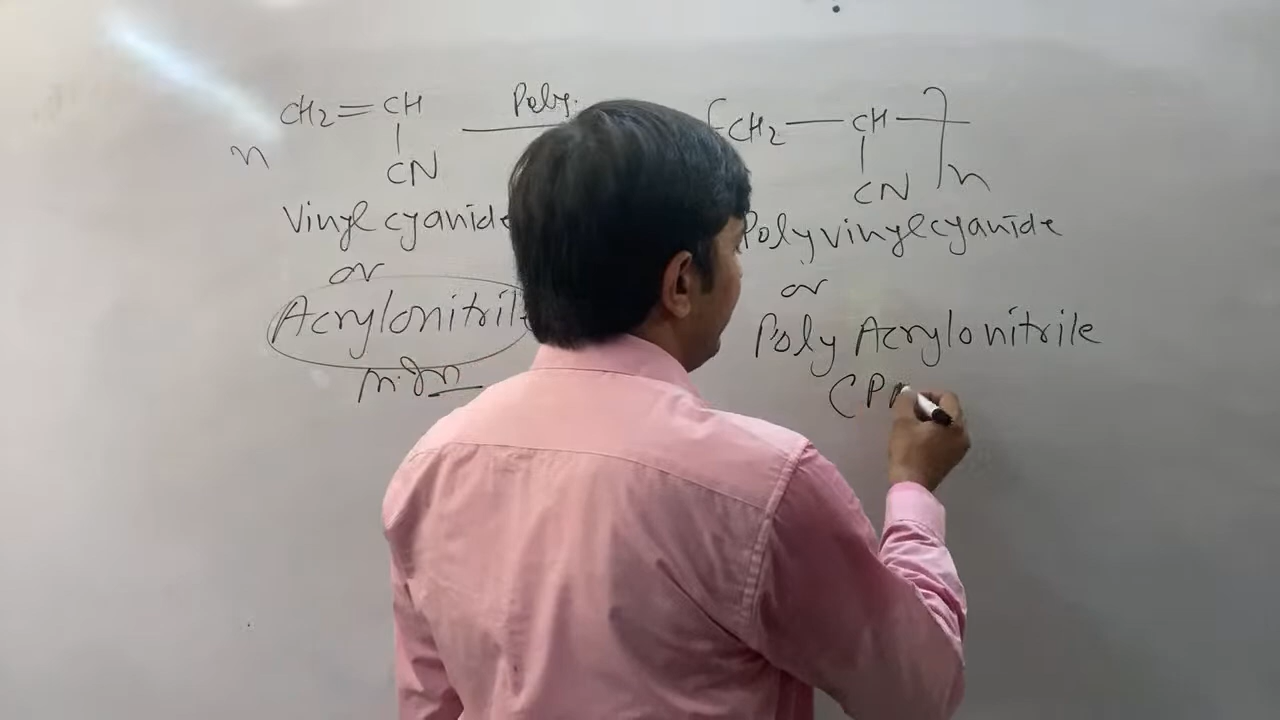 CH2=CH Poly.
n
CN
Vinyl cyanide
or
Acrylonitrile
[CH2—CH—]n
CN
Polyvinylcyanide
or
Poly Acrylonitrile
(P